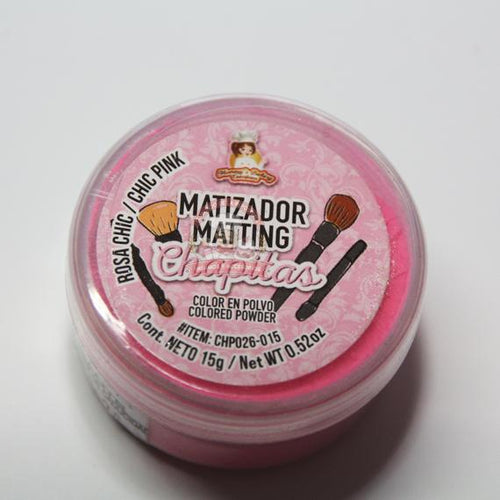 ROSA CHIC / CHIC PINK
MATIZADOR
MATTING
Chapitas
COLOR EN POLVO
COLORED POWDER
#ITEM: CHP026-015
Cont. NETO 15g / Net WT 0.52oz